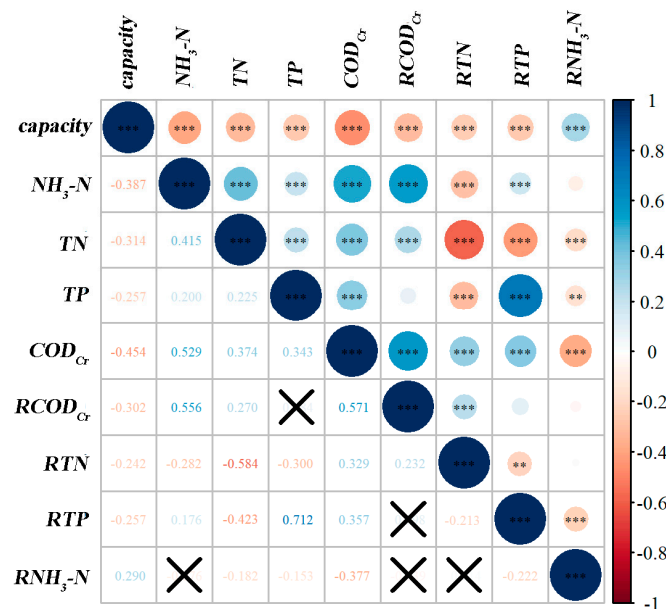 capacity NH₃-N TN TP COD_Cr RCOD_Cr RTN RTP RNH₃-N
capacity *** *** *** *** *** *** *** *** *** 1
NH₃-N -0.387 *** *** *** *** *** *** *** 0.8
TN -0.314 0.415 *** *** *** *** *** *** *** 0.6
TP -0.257 0.200 0.225 *** *** *** *** ** 0.4
COD_Cr -0.454 0.529 0.374 0.343 *** *** *** *** *** 0.2
RCOD_Cr -0.302 0.556 0.270 0.571 *** *** 0
RTN -0.242 -0.282 -0.584 -0.300 0.329 0.232 *** ** -0.2
RTP -0.257 0.176 -0.423 0.712 0.357 -0.213 *** *** -0.4
-0.6
RNH₃-N 0.290 -0.182 -0.153 -0.377 -0.222 *** -0.8
-1